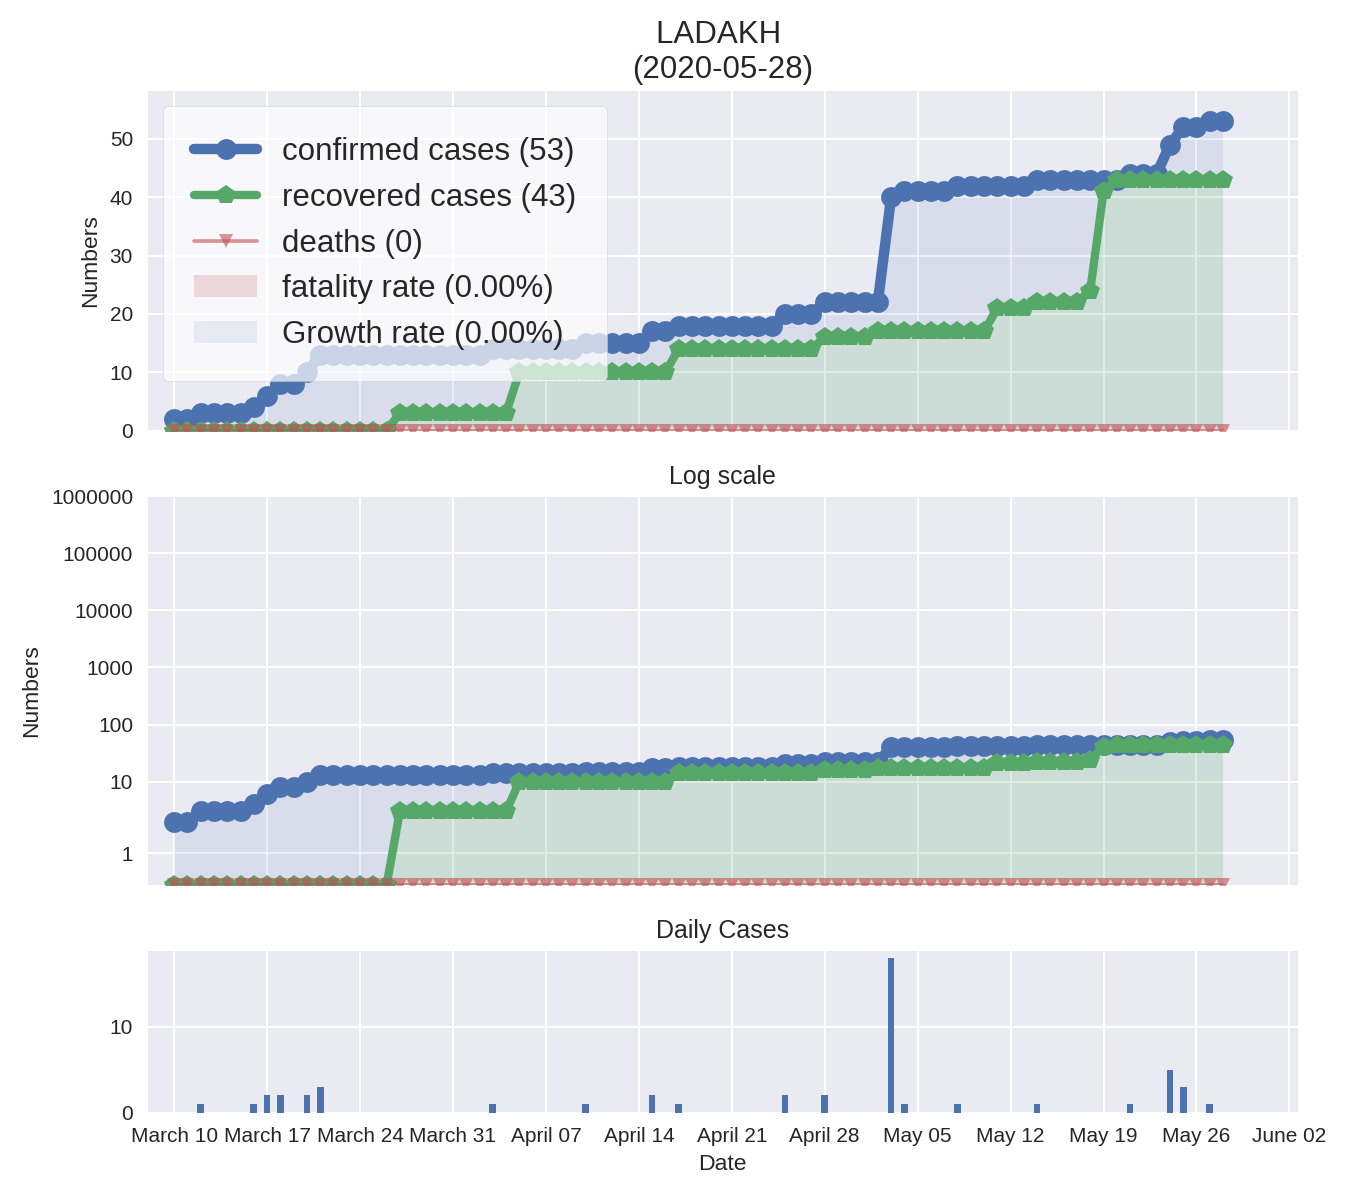 LADAKH
(2020-05-28)
50
40
30
20
10
0
Numbers
confirmed cases (53)
recovered cases (43)
deaths (0)
fatality rate (0.00%)
Growth rate (0.00%)
Log scale
1000000
100000
10000
1000
100
10
1
Numbers
Daily Cases
10
0
March 10 March 17 March 24 March 31 April 07 April 14 April 21 April 28 May 05 May 12 May 19 May 26 June 02
Date